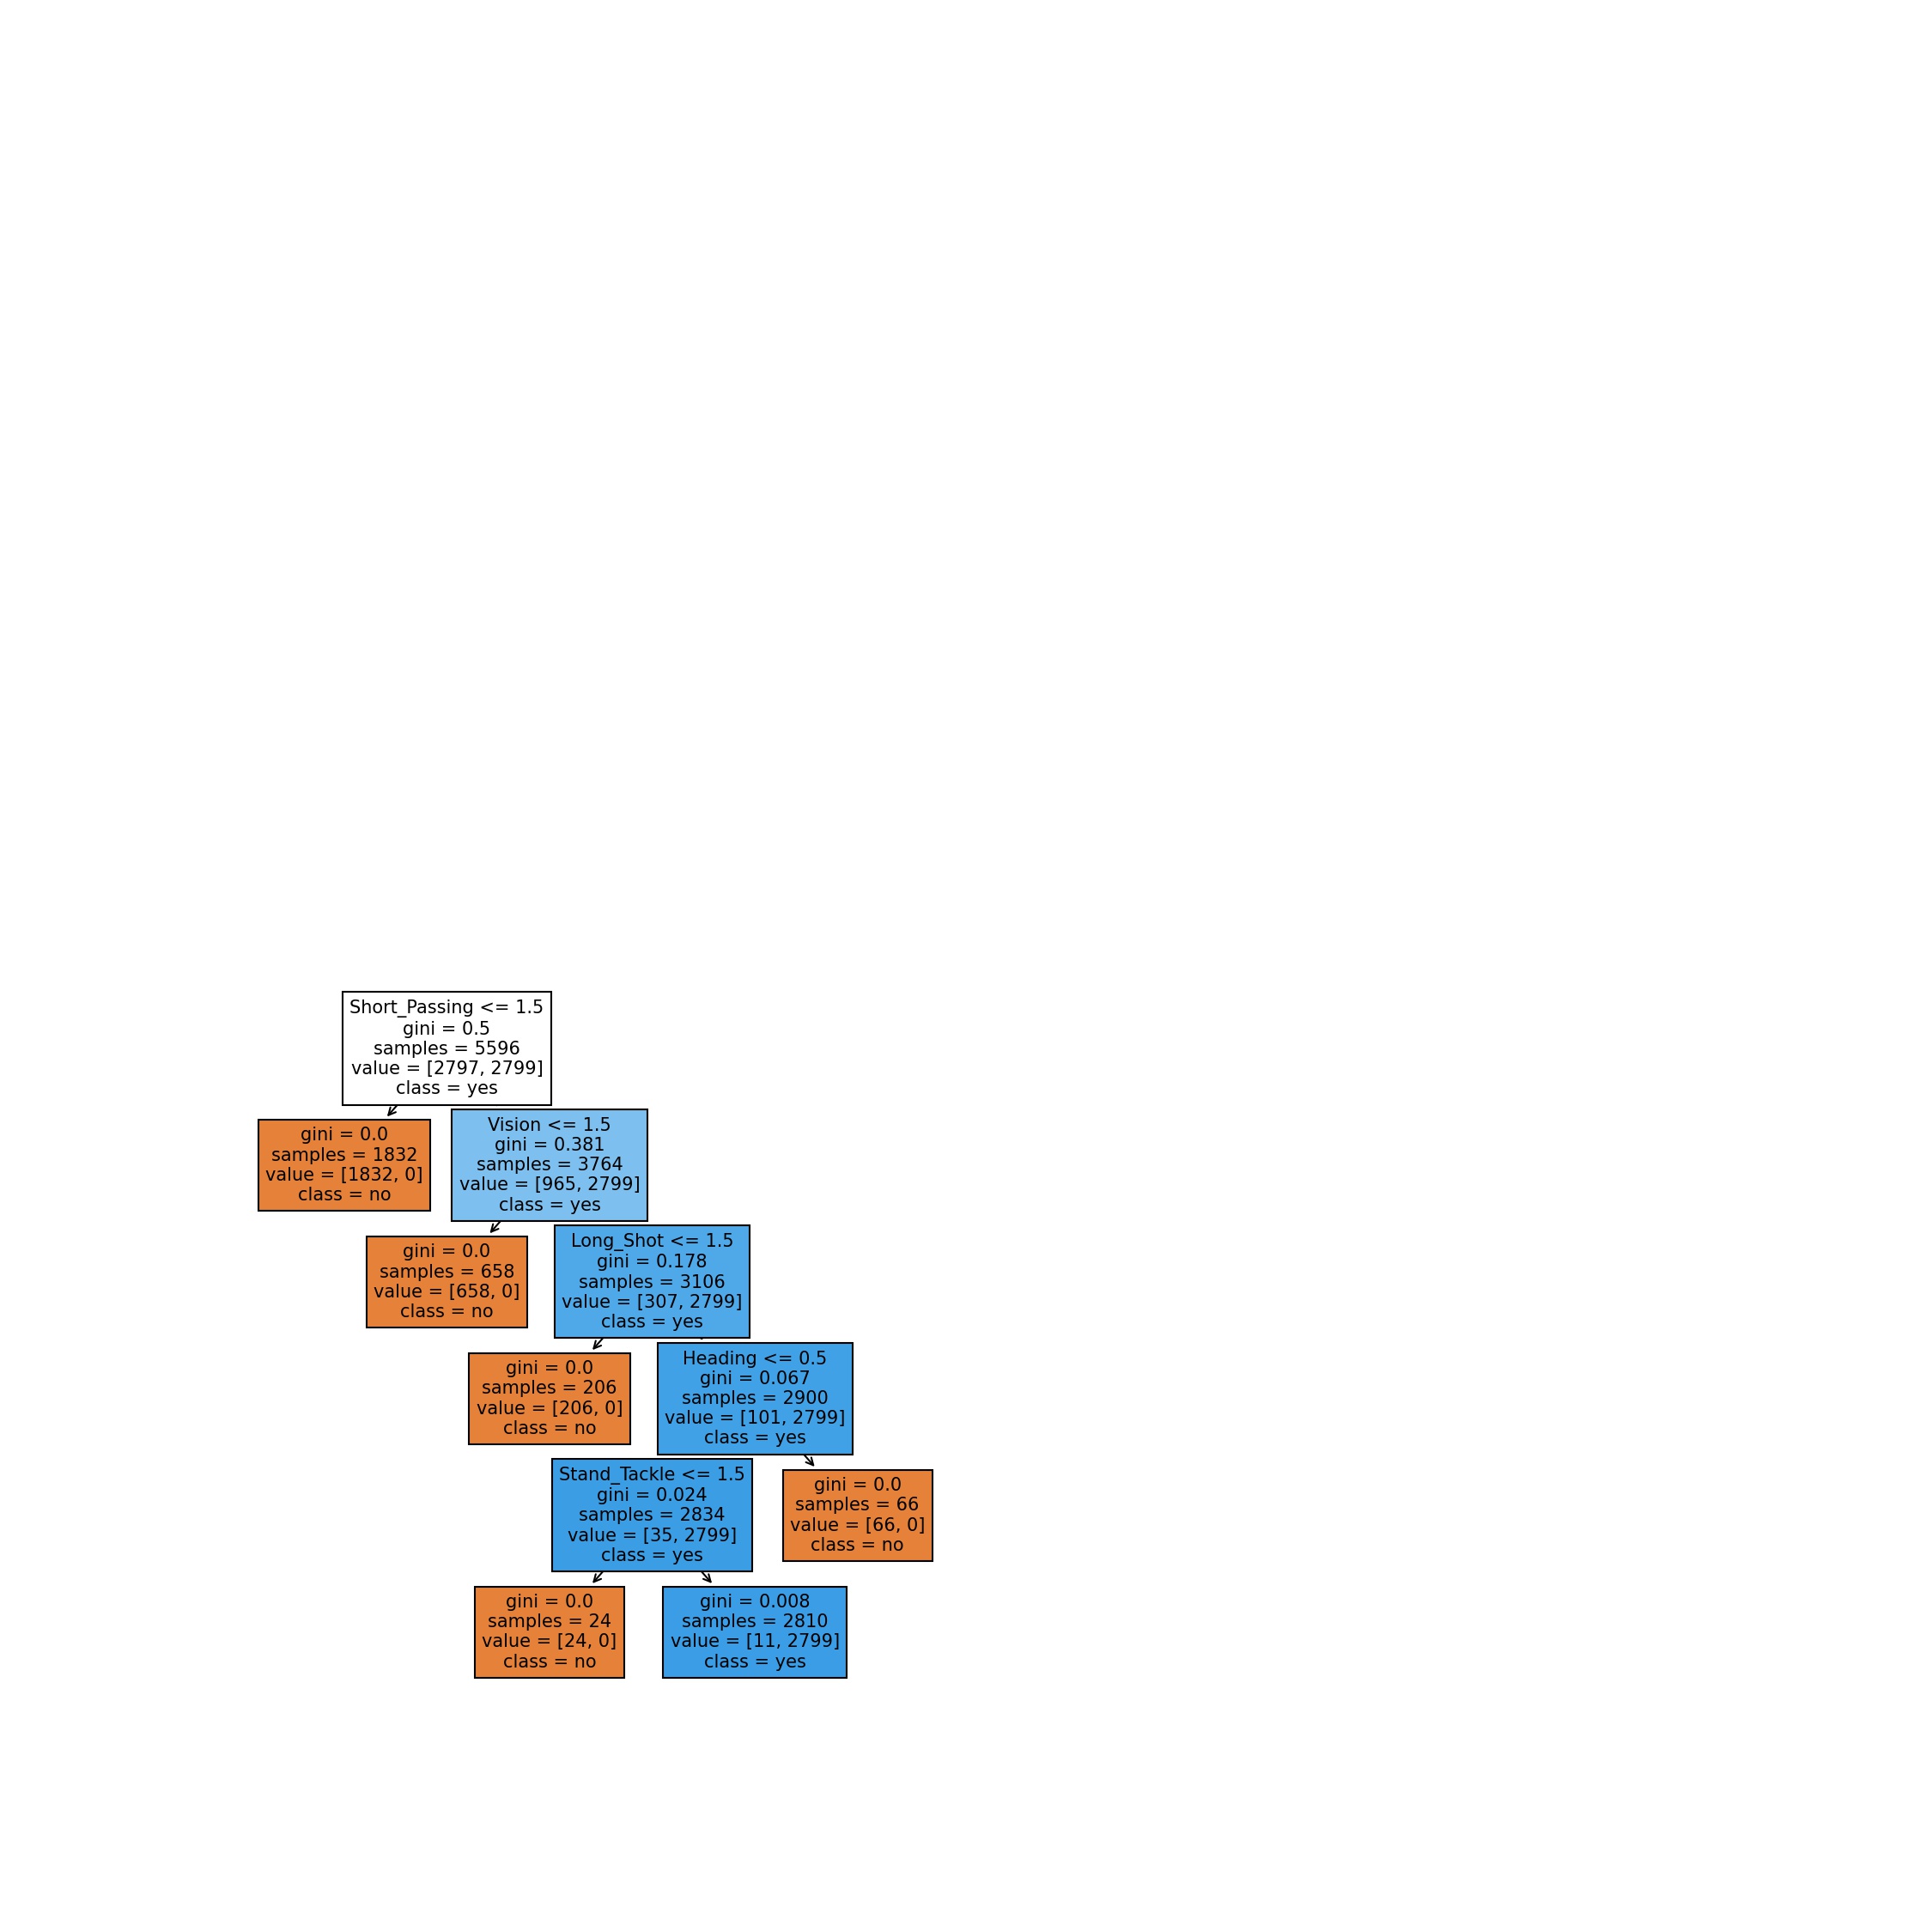 Short_Passing <= 1.5
gini = 0.5
samples = 5596
value = [2797, 2799]
class = yes
gini = 0.0
samples = 1832
value = [1832, 0]
class = no
Vision <= 1.5
gini = 0.381
samples = 3764
value = [965, 2799]
class = yes
gini = 0.0
samples = 658
value = [658, 0]
class = no
Long_Shot <= 1.5
gini = 0.178
samples = 3106
value = [307, 2799]
class = yes
gini = 0.0
samples = 206
value = [206, 0]
class = no
Heading <= 0.5
gini = 0.067
samples = 2900
value = [101, 2799]
class = yes
Stand_Tackle <= 1.5
gini = 0.024
samples = 2834
value = [35, 2799]
class = yes
gini = 0.0
samples = 66
value = [66, 0]
class = no
gini = 0.0
samples = 24
value = [24, 0]
class = no
gini = 0.008
samples = 2810
value = [11, 2799]
class = yes